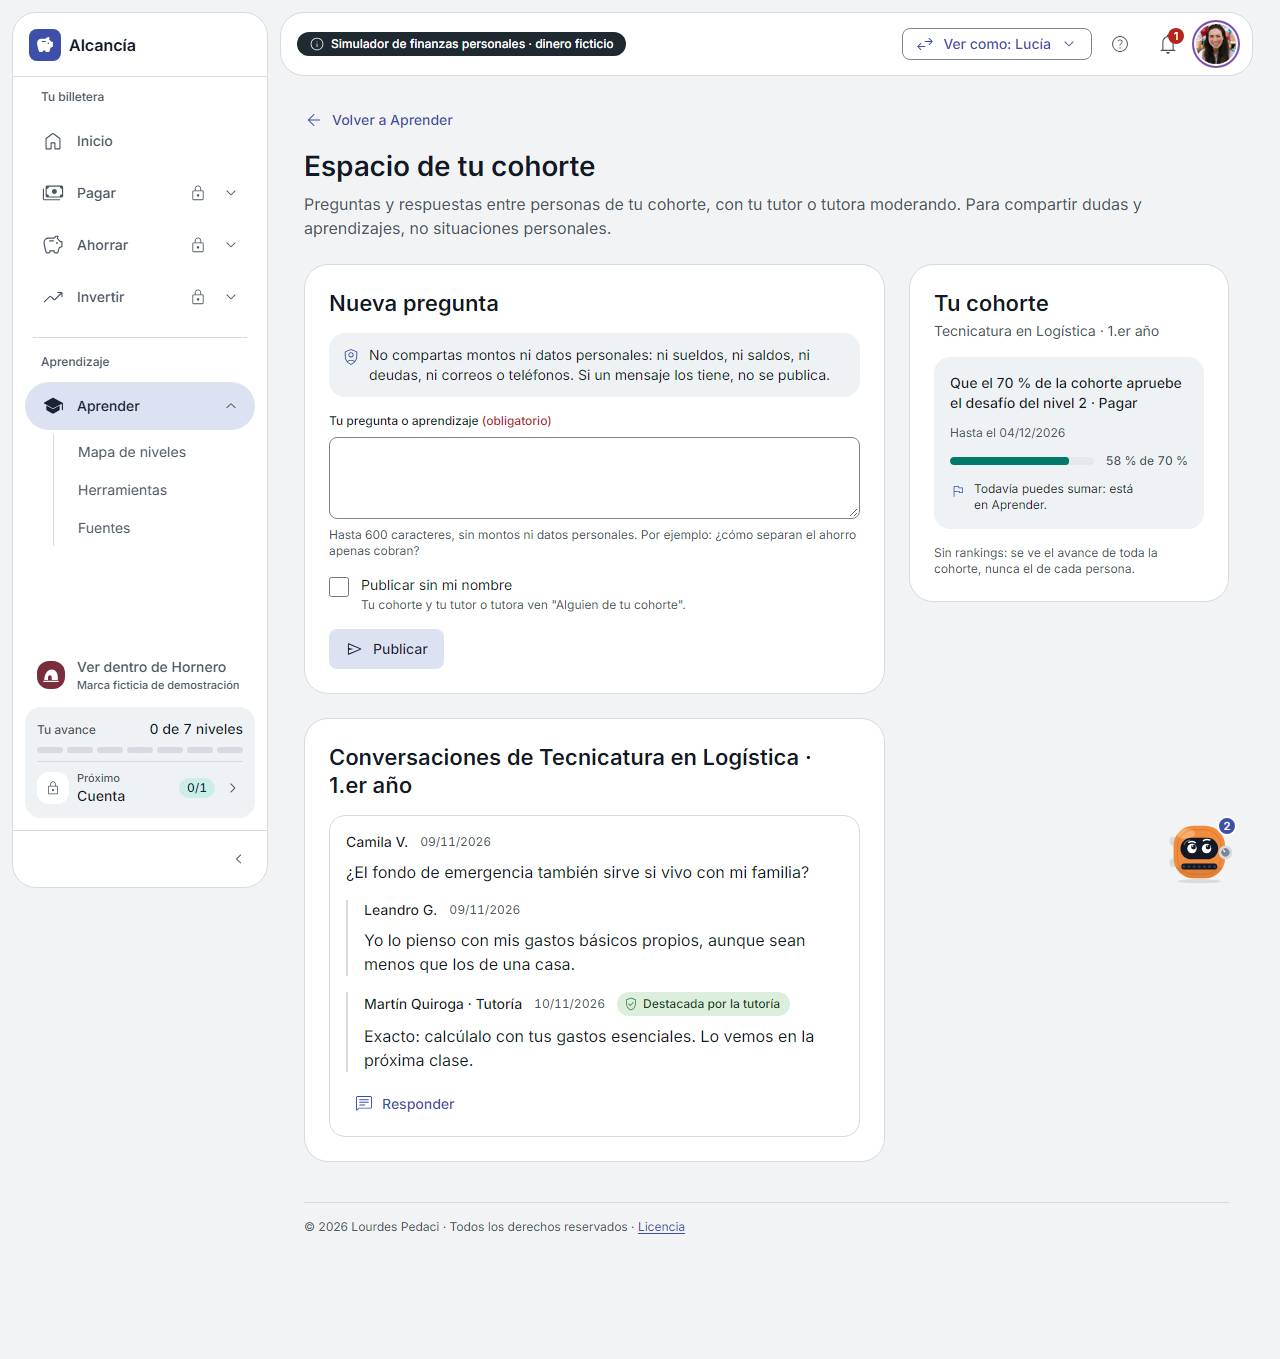 Alcancía
Simulador de finanzas personales · dinero ficticio
Ver como: Lucía
1
Tu billetera
Inicio
Pagar
Ahorrar
Invertir
Aprendizaje
Aprender
Mapa de niveles
Herramientas
Fuentes
Ver dentro de Hornero
Marca ficticia de demostración
Tu avance
0 de 7 niveles
Próximo
Cuenta
0/1
Volver a Aprender
Espacio de tu cohorte
Preguntas y respuestas entre personas de tu cohorte, con tu tutor o tutora moderando. Para compartir dudas y
aprendizajes, no situaciones personales.
Nueva pregunta
No compartas montos ni datos personales: ni sueldos, ni saldos, ni
deudas, ni correos o teléfonos. Si un mensaje los tiene, no se publica.
Tu pregunta o aprendizaje (obligatorio)
Hasta 600 caracteres, sin montos ni datos personales. Por ejemplo: ¿cómo separan el ahorro
apenas cobran?
Publicar sin mi nombre
Tu cohorte y tu tutor o tutora ven "Alguien de tu cohorte".
Publicar
Tu cohorte
Tecnicatura en Logística · 1.er año
Que el 70 % de la cohorte apruebe
el desafío del nivel 2 · Pagar
Hasta el 04/12/2026
58 % de 70 %
Todavía puedes sumar: está
en Aprender.
Sin rankings: se ve el avance de toda la
cohorte, nunca el de cada persona.
Conversaciones de Tecnicatura en Logística ·
1.er año
Camila V. 09/11/2026
¿El fondo de emergencia también sirve si vivo con mi familia?
Leandro G. 09/11/2026
Yo lo pienso con mis gastos básicos propios, aunque sean
menos que los de una casa.
Martín Quiroga · Tutoría 10/11/2026 Destacada por la tutoría
Exacto: calcúlalo con tus gastos esenciales. Lo vemos en la
próxima clase.
Responder
2
© 2026 Lourdes Pedaci · Todos los derechos reservados · Licencia